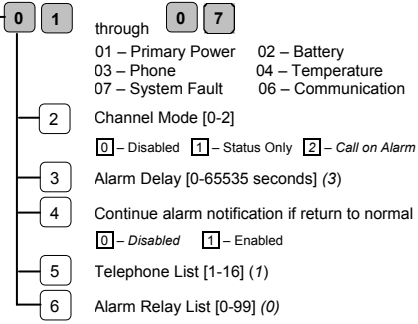 0 1 through 0 7
01 – Primary Power 02 – Battery
03 – Phone 04 – Temperature
07 – System Fault 06 – Communication
2 Channel Mode [0-2]
0 – Disabled 1 – Status Only 2 – Call on Alarm
3 Alarm Delay [0-65535 seconds] (3)
4 Continue alarm notification if return to normal
0 – Disabled 1 – Enabled
5 Telephone List [1-16] (1)
6 Alarm Relay List [0-99] (0)